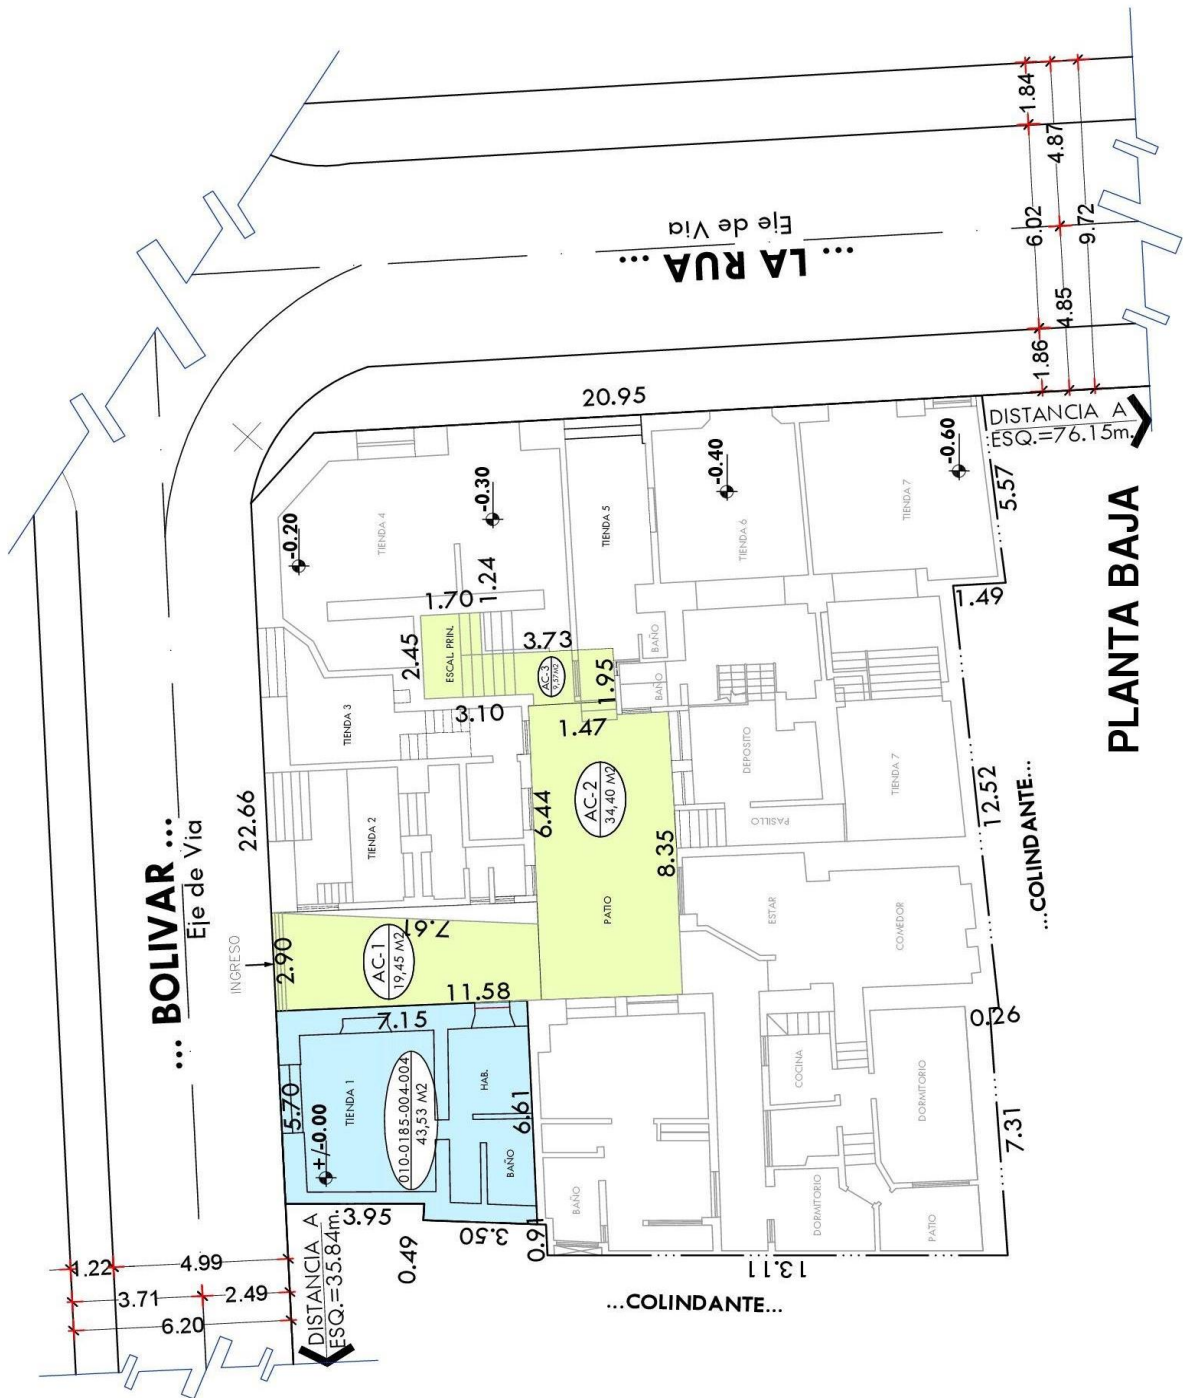 1.84
4.87
6.02
9.72
4.85
1.86
Eje de Via
... LA RUA ...
20.95
DISTANCIA A
ESQ.=76.15m.
5.57
1.49
-0.60
-0.40
-0.30
-0.20
TIENDA 4
TIENDA 5
TIENDA 6
TIENDA 7
1.24
1.70
2.45
ESCAL. PRIN.
3.73
AC-3
9,57M2
1.95
BAÑO
BAÑO
3.10
1.47
TIENDA 3
DEPOSITO
TIENDA 7
PLANTA BAJA
... BOLIVAR ...
Eje de Via
22.66
TIENDA 2
6.44
AC-2
34,40 M2
8.35
PASILLO
12.52
...COLINDANTE...
PATIO
ESTAR
COMEDOR
INGRESO
2.90
AC-1
19,45 M2
7.61
11.58
7.15
0.26
5.70
TIENDA 1
010-0185-004-004
43,53 M2
HAB.
6.61
COCINA
DORMITORIO
7.31
+/-0.00
BAÑO
BAÑO
DORMITORIO
PATIO
3.95
0.49
3.50
0.91
13.11
DISTANCIA A
ESQ.=35.84m.
1.22
4.99
3.71
2.49
6.20
...COLINDANTE...